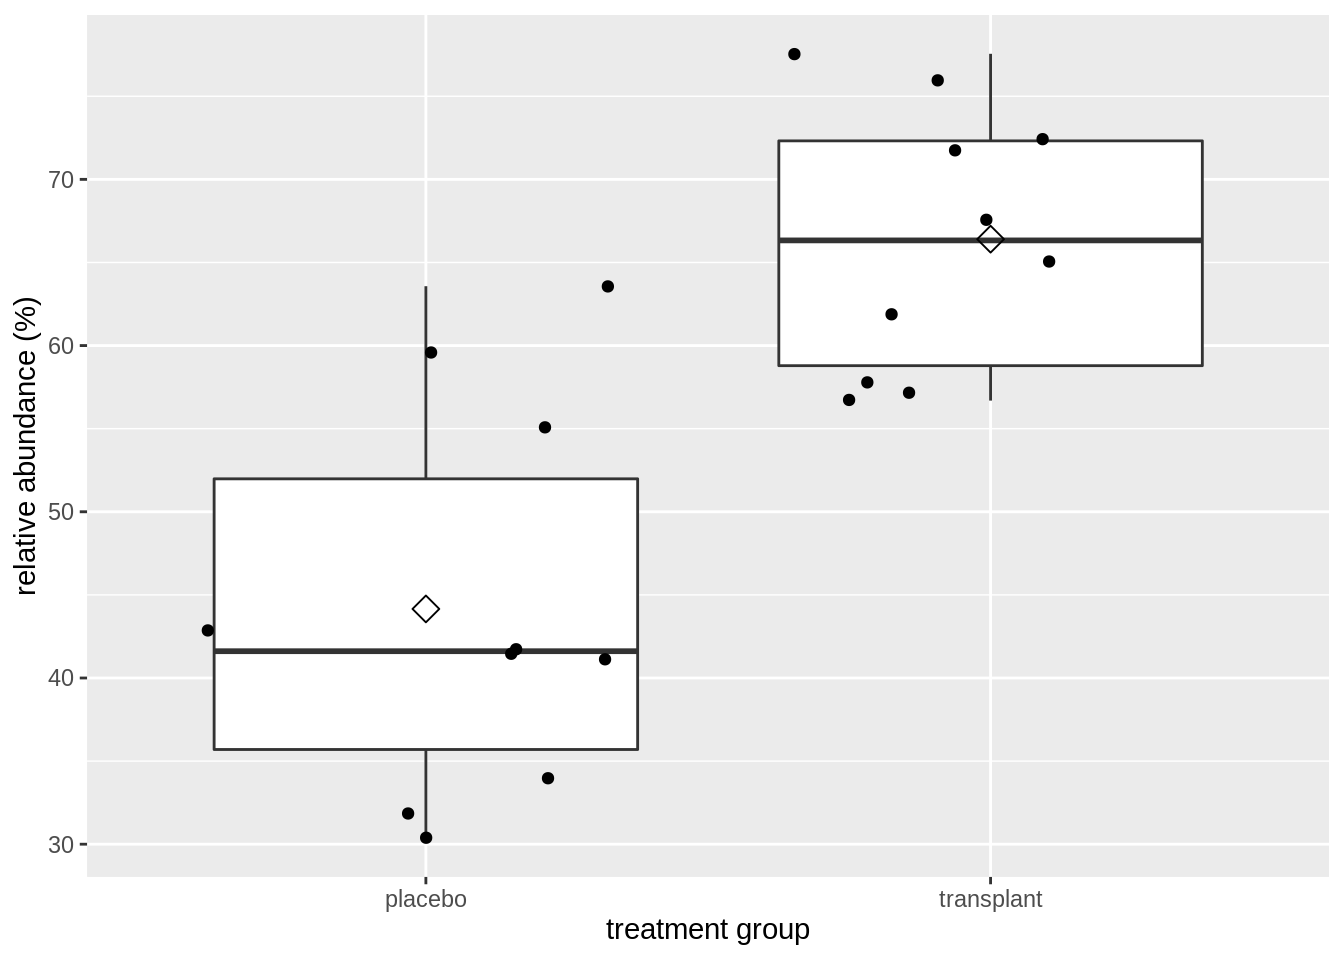 relative abundance (%)
70
60
50
40
30
placebo
transplant
treatment group